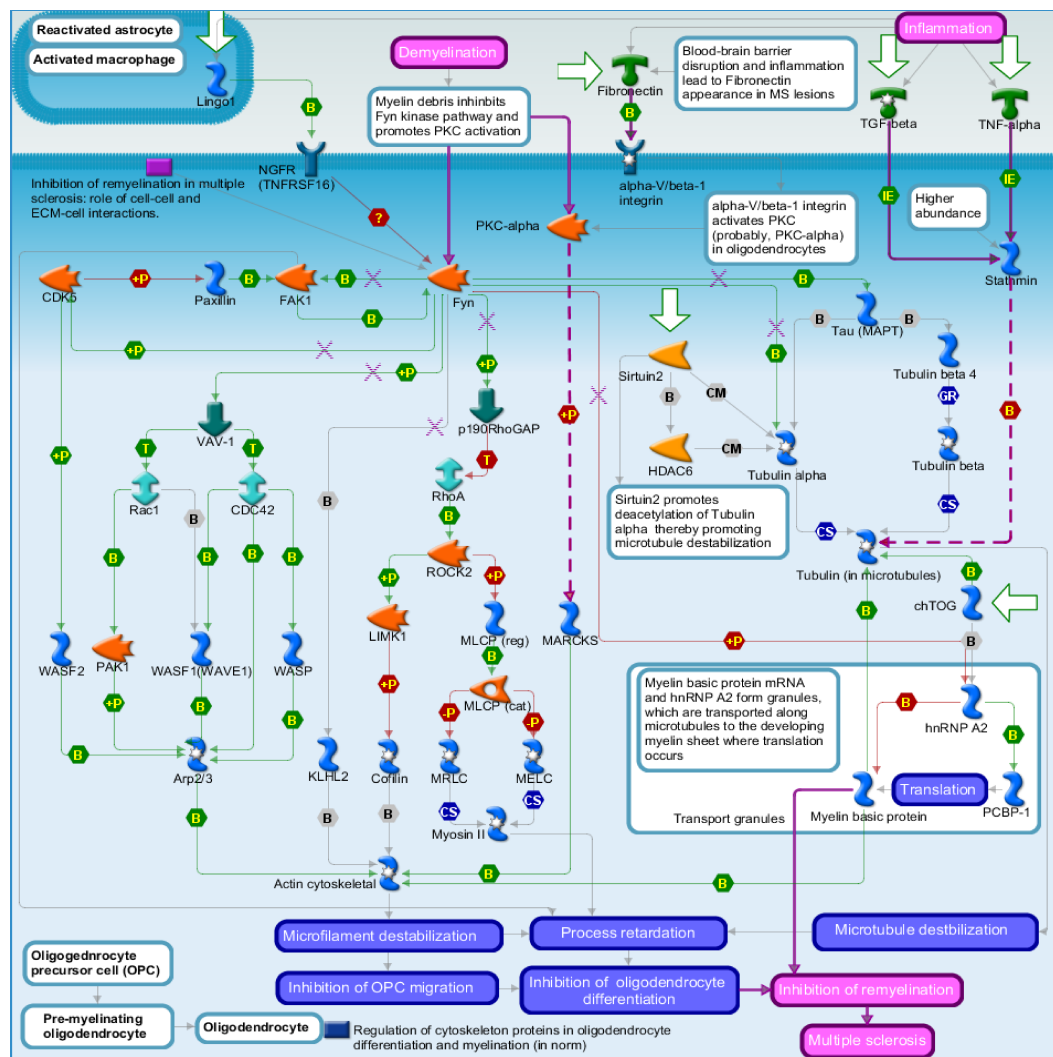 Reactivated astrocyte
Activated macrophage
Lingo1
Demyelination
Inflammation
Blood-brain barrier
disruption and inflammation
lead to Fibronectin
appearance in MS lesions
Fibronectin
TGF-beta
TNF-alpha
B
B
Myelin debris inhinbits
Fyn kinase pathway and
promotes PKC activation
NGFR
(TNFRSF16)
alpha-V/beta-1
integrin
IE
IE
Inhibition of remyelination in multiple
sclerosis: role of cell-cell and
ECM-cell interactions.
?
PKC-alpha
alpha-V/beta-1 integrin
activates PKC
(probably, PKC-alpha)
in oligodendrocytes
Higher
abundance
Stathmin
CDK5
+P
Paxillin
B
FAK1
B
Fyn
B
B
+P
+P
+P
B
Tau (MAPT)
B
B
Sirtuin2
B
CM
Tubulin beta 4
GR
VAV-1
p190RhoGAP
+P
B
HDAC6
CM
Tubulin alpha
Tubulin beta
+P
T
T
T
Rac1
CDC42
RhoA
B
B
Sirtuin2 promotes
deacetylation of Tubulin
alpha thereby promoting
microtubule destabilization
CS
CS
B
B
B
B
B
ROCK2
Tubulin (in microtubules)
B
+P
+P
chTOG
LIMK1
MLCP (reg)
MARCKS
B
+P
B
WASF2
PAK1
WASF1(WAVE1)
WASP
B
+P
+P
MLCP (cat)
Myelin basic protein mRNA
and hnRNP A2 form granules,
which are transported along
microtubules to the developing
myelin sheet where translation
occurs
-P
-P
B
hnRNP A2
B
B
B
B
B
Arp2/3
KLHL2
Cofilin
MRLC
MELC
Translation
Myelin basic protein
PCBP-1
Transport granules
CS
CS
Myosin II
B
B
B
Actin cytoskeletal
B
B
Microfilament destabilization
Process retardation
Microtubule destbilization
Oligogednrocyte
precursor cell (OPC)
Inhibition of OPC migration
Inhibition of oligodendrocyte
differentiation
Inhibition of remyelination
Pre-myelinating
oligodendrocyte
Oligodendrocyte
Regulation of cytoskeleton proteins in oligodendrocyte
differentiation and myelination (in norm)
Multiple sclerosis